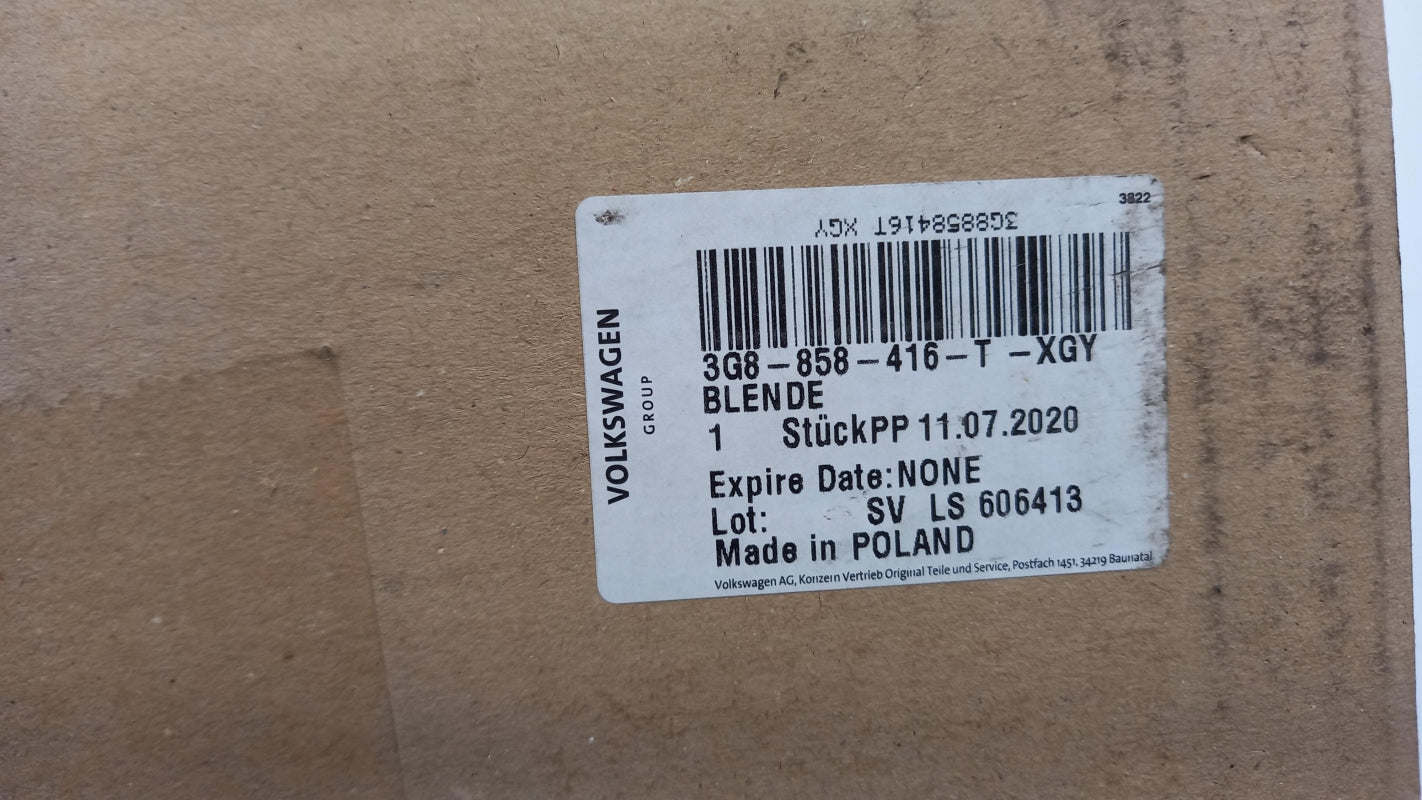 3822
3G8858416T XGY
VOLKSWAGEN
GROUP
3G8-858-416-T -XGY
BLENDE
1 StückPP 11.07.2020
Expire Date:NONE
Lot: SV LS 606413
Made in POLAND
Volkswagen AG, Konzern Vertrieb Original Teile und Service, Postfach 1451, 34219 Baunatal